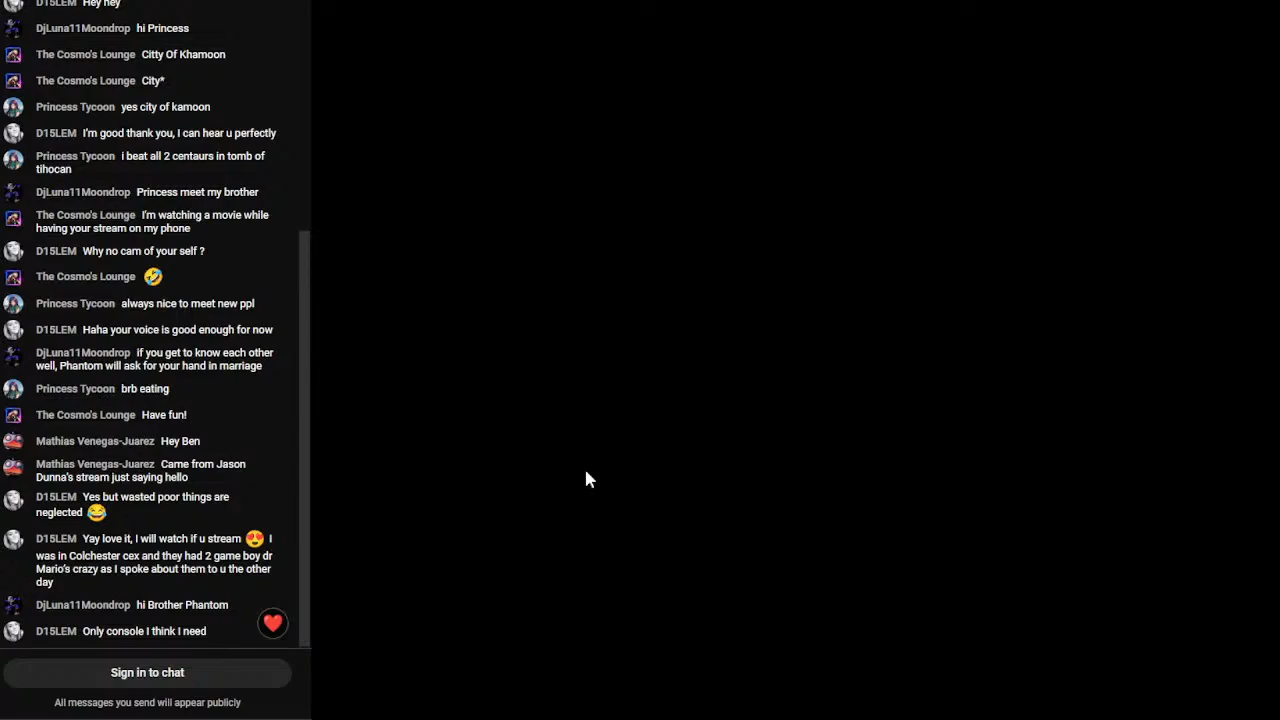 D15LEM Hey hey
DjLuna11Moondrop hi Princess
The Cosmo's Lounge Citty Of Khamoon
The Cosmo's Lounge City*
Princess Tycoon yes city of kamoon
D15LEM I'm good thank you, I can hear u perfectly
Princess Tycoon i beat all 2 centaurs in tomb of
tihocan
DjLuna11Moondrop Princess meet my brother
The Cosmo's Lounge I'm watching a movie while
having your stream on my phone
D15LEM Why no cam of your self ?
The Cosmo's Lounge 🤣
Princess Tycoon always nice to meet new ppl
D15LEM Haha your voice is good enough for now
DjLuna11Moondrop if you get to know each other
well, Phantom will ask for your hand in marriage
Princess Tycoon brb eating
The Cosmo's Lounge Have fun!
Mathias Venegas-Juarez Hey Ben
Mathias Venegas-Juarez Came from Jason
Dunna's stream just saying hello
D15LEM Yes but wasted poor things are
neglected 😂
D15LEM Yay love it, I will watch if u stream 😍 I
was in Colchester cex and they had 2 game boy dr
Mario's crazy as I spoke about them to u the other
day
DjLuna11Moondrop hi Brother Phantom
D15LEM Only console I think I need
Sign in to chat
All messages you send will appear publicly